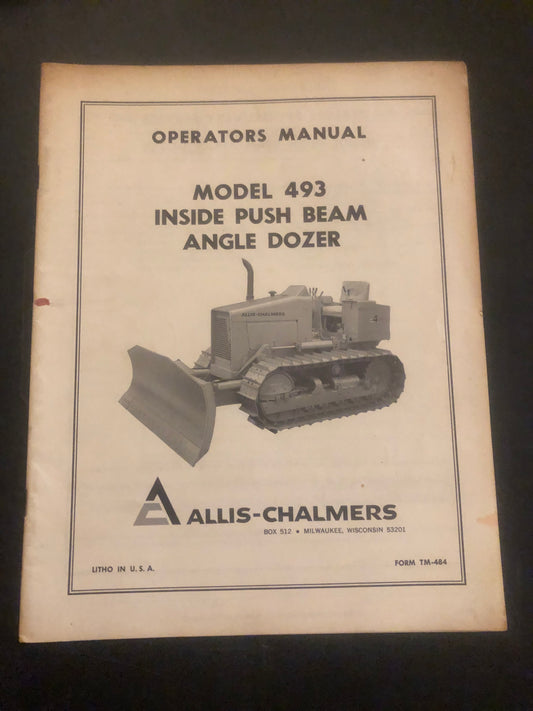 OPERATORS MANUAL
MODEL 493
INSIDE PUSH BEAM
ANGLE DOZER
ALLIS-CHALMERS
4
ALLIS-CHALMERS
BOX 512 ★ MILWAUKEE, WISCONSIN 53201
LITHO IN U. S. A.
FORM TM-484